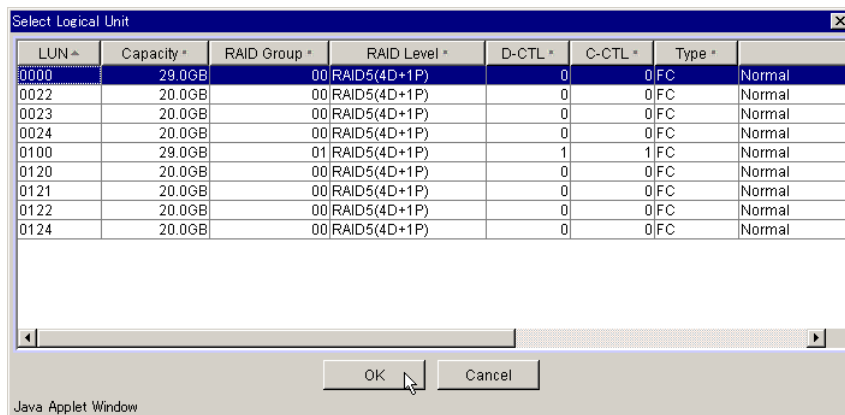 Select Logical Unit
LUN Capacity RAID Group RAID Level D-CTL C-CTL Type
0000 29.0GB 00 RAID5(4D+1P) 0 0 FC Normal
0022 20.0GB 00 RAID5(4D+1P) 0 0 FC Normal
0023 20.0GB 00 RAID5(4D+1P) 0 0 FC Normal
0024 20.0GB 00 RAID5(4D+1P) 0 0 FC Normal
0100 29.0GB 01 RAID5(4D+1P) 1 1 FC Normal
0120 20.0GB 00 RAID5(4D+1P) 0 0 FC Normal
0121 20.0GB 00 RAID5(4D+1P) 0 0 FC Normal
0122 20.0GB 00 RAID5(4D+1P) 0 0 FC Normal
0124 20.0GB 00 RAID5(4D+1P) 0 0 FC Normal
OK Cancel
Java Applet Window